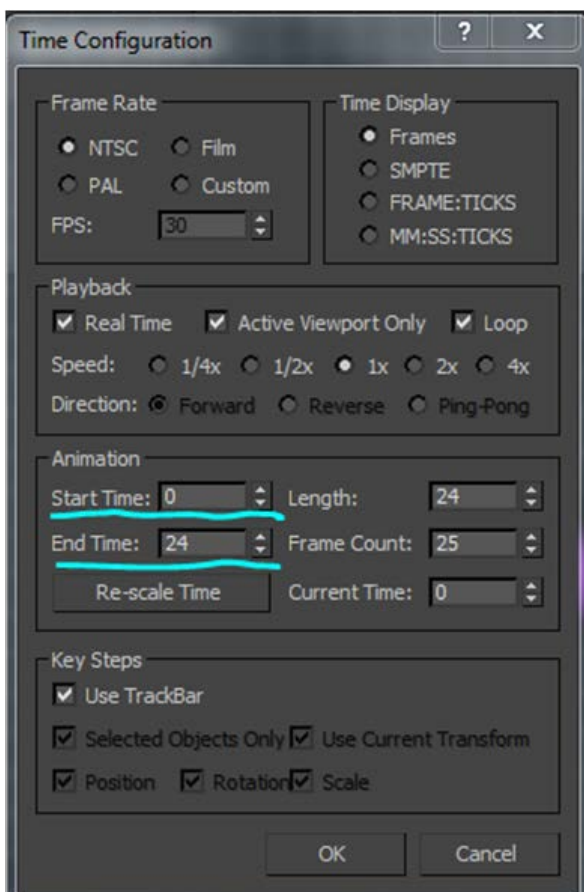 Time Configuration ? X
Frame Rate
NTSC Film
PAL Custom
FPS: 30
Time Display
Frames
SMPTE
FRAME:TICKS
MM:SS:TICKS
Playback
Real Time Active Viewport Only Loop
Speed: 1/4x 1/2x 1x 2x 4x
Direction: Forward Reverse Ping-Pong
Animation
Start Time: 0 Length: 24
End Time: 24 Frame Count: 25
Re-scale Time Current Time: 0
Key Steps
Use TrackBar
Selected Objects Only Use Current Transform
Position Rotation Scale
OK Cancel